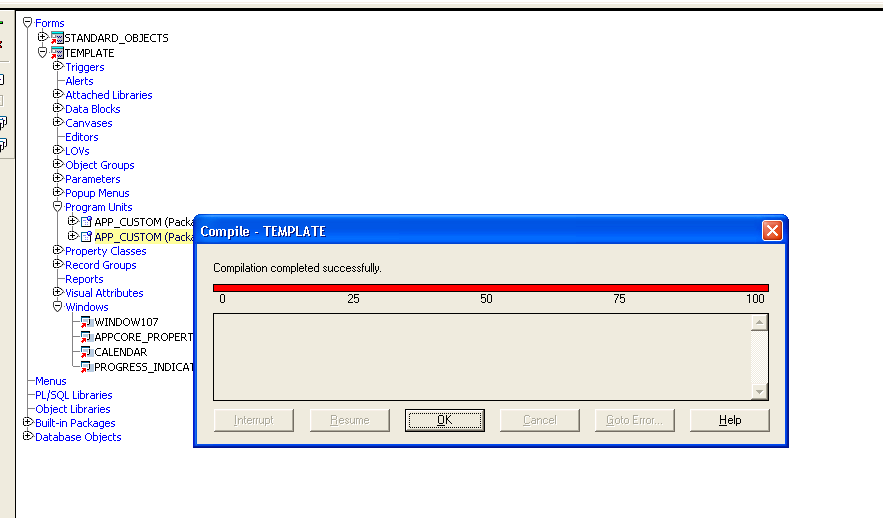 Forms
STANDARD_OBJECTS
TEMPLATE
Triggers
Alerts
Attached Libraries
Data Blocks
Canvases
Editors
LOVs
Object Groups
Parameters
Popup Menus
Program Units
APP_CUSTOM (Packa
APP_CUSTOM (Packa
Property Classes
Record Groups
Reports
Visual Attributes
Windows
WINDOW107
APPCORE_PROPERT
CALENDAR
PROGRESS_INDICAT
Menus
PL/SQL Libraries
Object Libraries
Built-in Packages
Database Objects
Compile - TEMPLATE
Compilation completed successfully.
0 25 50 75 100
Interrupt Resume OK Cancel Goto Error... Help